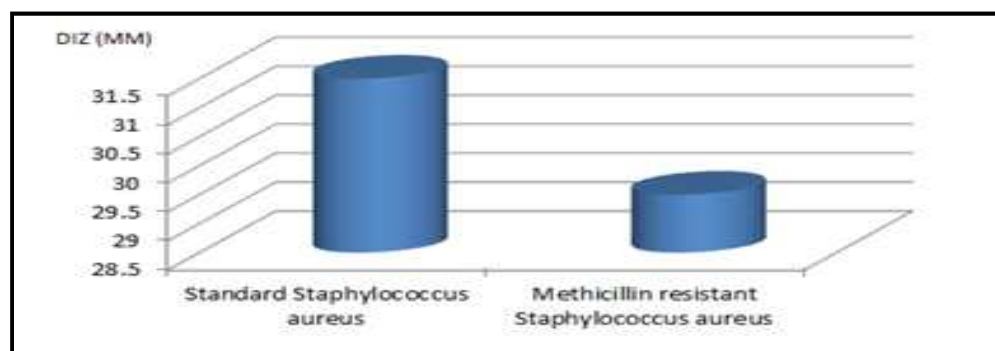 DIZ (MM)
31.5
31
30.5
30
29.5
29
28.5
Standard Staphylococcus
aureus
Methicillin resistant
Staphylococcus aureus